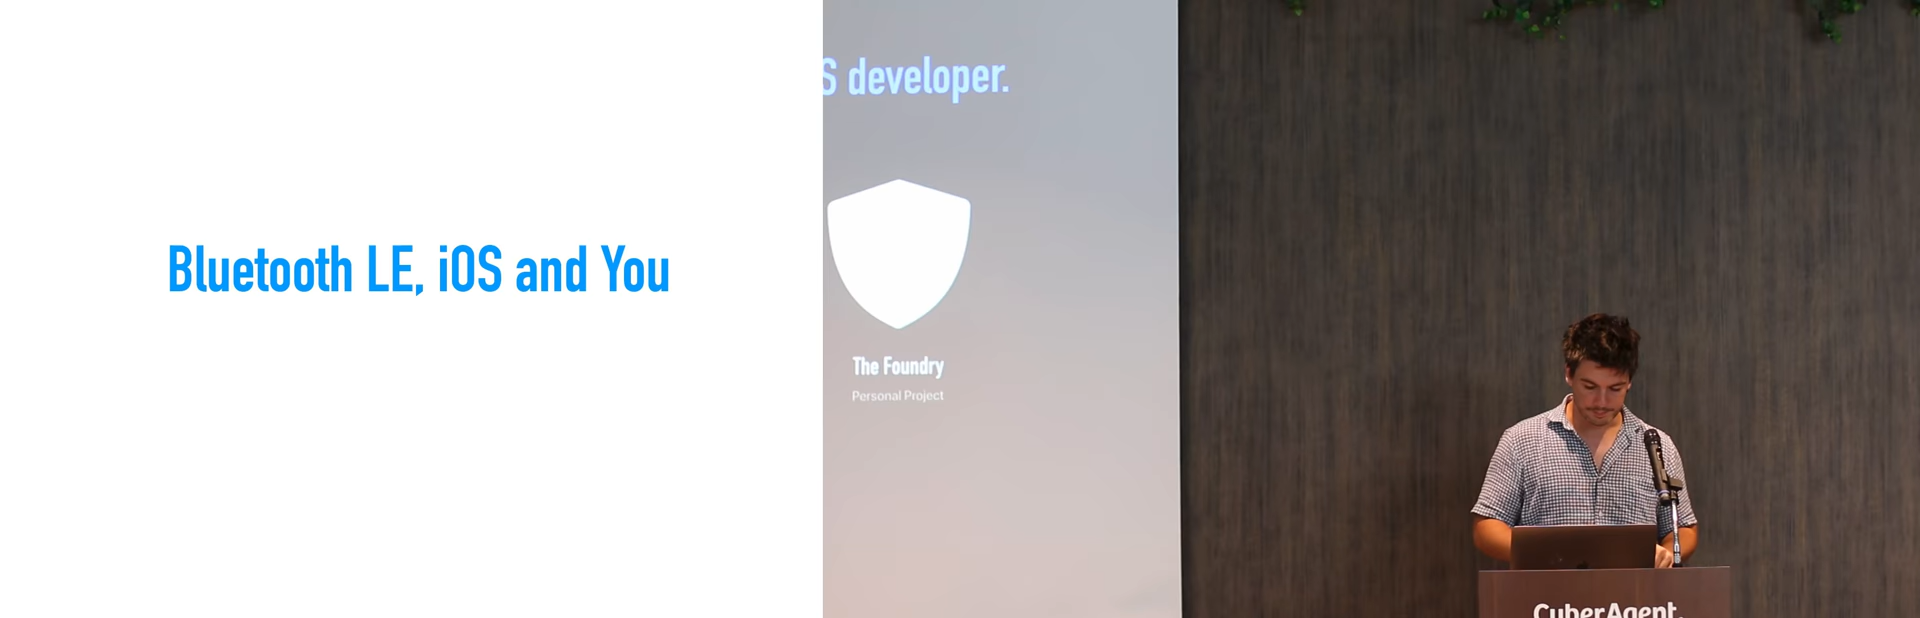 Bluetooth LE, iOS and You
S developer.
The Foundry
Personal Project
CyberAgent.